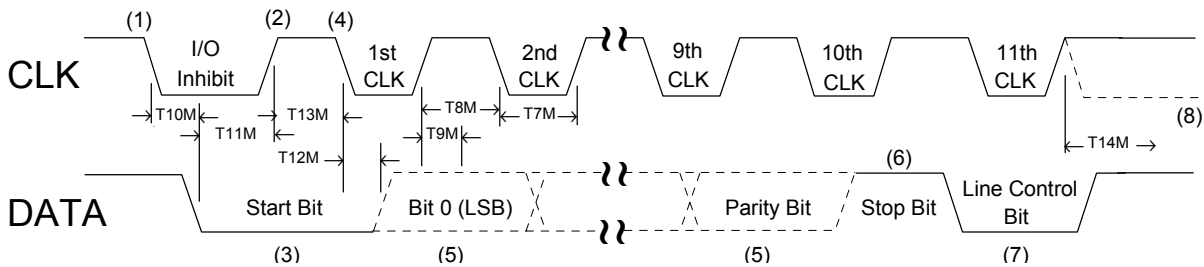 (1) (2) (4)
CLK
I/O Inhibit
1st CLK
2nd CLK
9th CLK
10th CLK
11th CLK
(8)
T10M
T11M
T13M
T12M
T8M
T9M
T7M
T14M
DATA
Start Bit
(3)
Bit 0 (LSB)
(5)
Parity Bit
(5)
(6)
Stop Bit
Line Control Bit
(7)